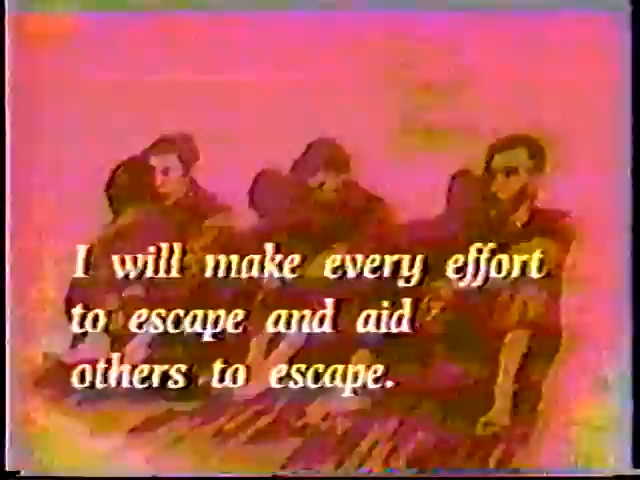 I will make every effort
to escape and aid
others to escape.